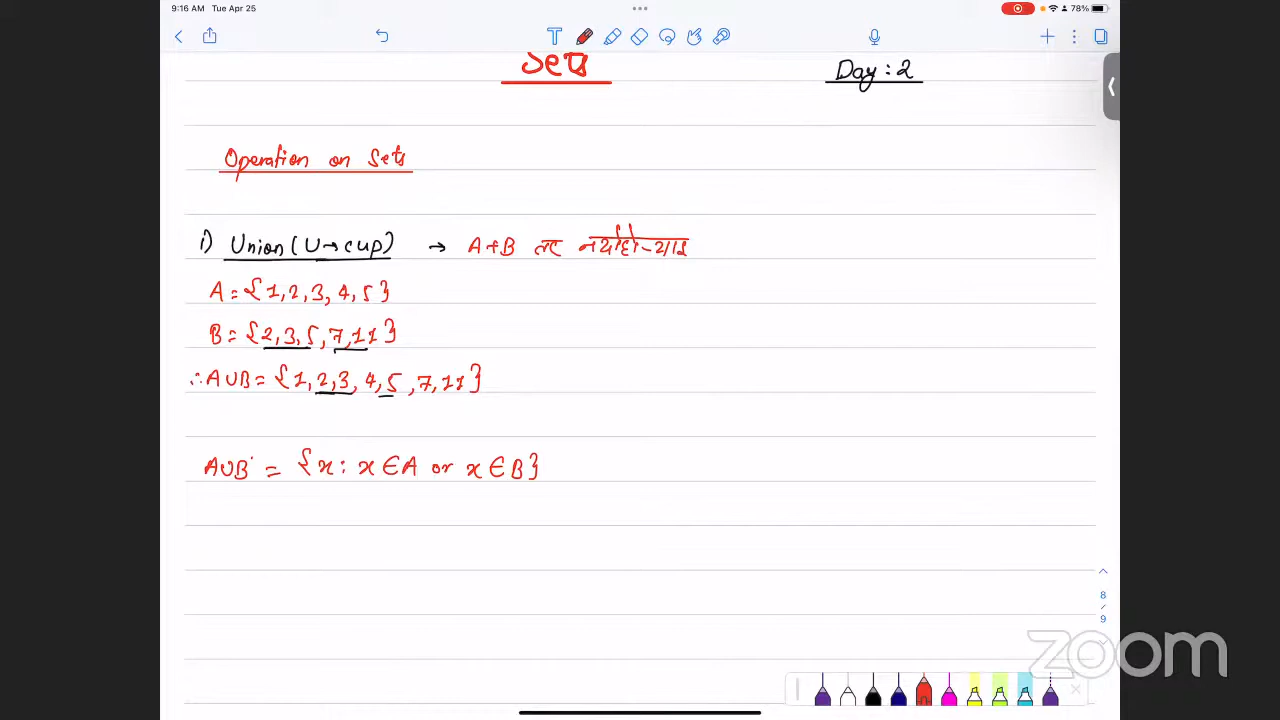 9:16 AM Tue Apr 25
78%
Sets
Day : 2
Operation on Sets
1) Union (U→cup) → A+B
A = {1, 2, 3, 4, 5}
B = {2, 3, 5, 7, 11}
∴ A∪B = {1, 2, 3, 4, 5, 7, 11}
A∪B = {x : x ∈ A or x ∈ B}
8
/
9
zoom